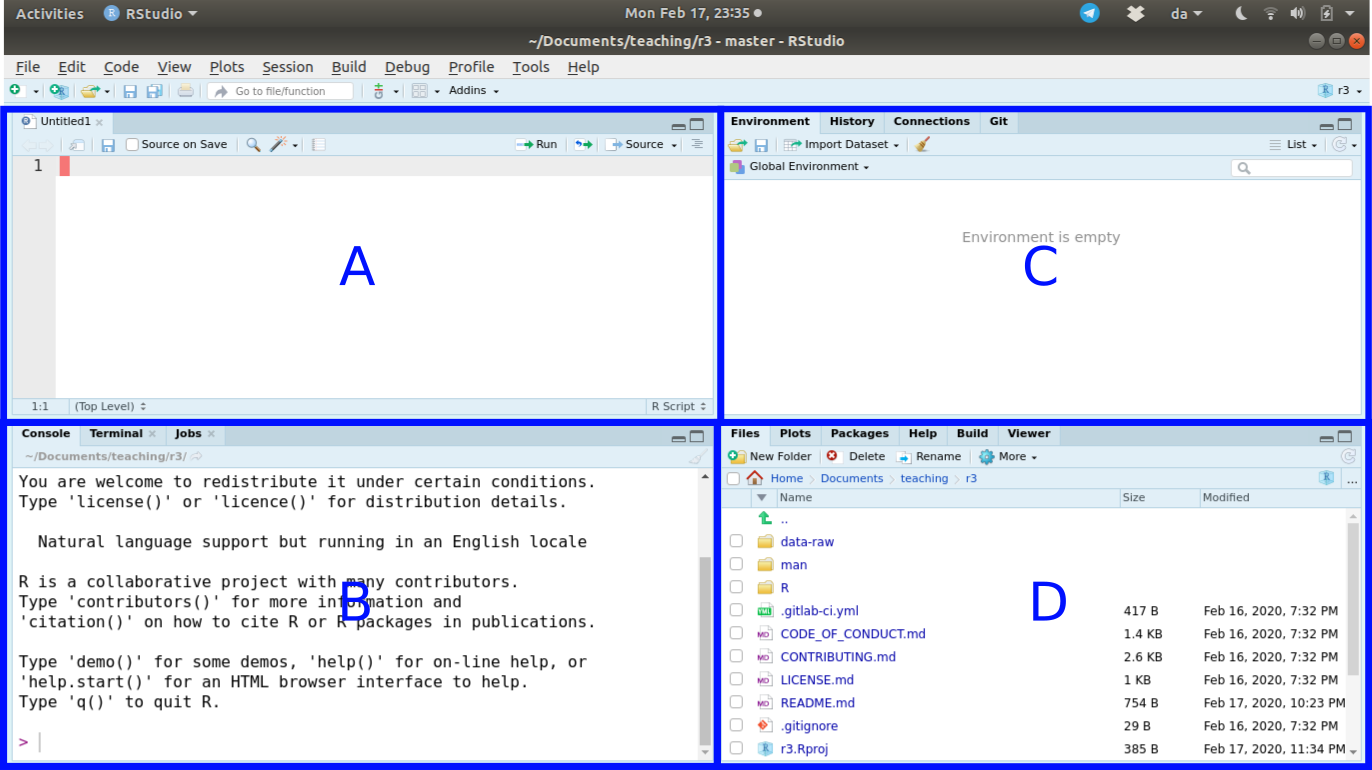 Activities RStudio Mon Feb 17, 23:35 da
~/Documents/teaching/r3 - master - RStudio
File Edit Code View Plots Session Build Debug Profile Tools Help
Go to file/function Addins r3
Untitled1
Source on Save Run Source
1
A
1:1 (Top Level) R Script
Environment History Connections Git
Import Dataset List
Global Environment
Environment is empty
C
Console Terminal Jobs
~/Documents/teaching/r3/
You are welcome to redistribute it under certain conditions.
Type 'license()' or 'licence()' for distribution details.
Natural language support but running in an English locale
R is a collaborative project with many contributors.
Type 'contributors()' for more information and
'citation()' on how to cite R or R packages in publications.
B
Type 'demo()' for some demos, 'help()' for on-line help, or
'help.start()' for an HTML browser interface to help.
Type 'q()' to quit R.
>
Files Plots Packages Help Build Viewer
New Folder Delete Rename More
Home Documents teaching r3 ...
Name Size Modified
..
data-raw
man
R
.gitlab-ci.yml 417 B Feb 16, 2020, 7:32 PM
D
CODE_OF_CONDUCT.md 1.4 KB Feb 16, 2020, 7:32 PM
CONTRIBUTING.md 2.6 KB Feb 16, 2020, 7:32 PM
LICENSE.md 1 KB Feb 16, 2020, 7:32 PM
README.md 754 B Feb 17, 2020, 10:23 PM
.gitignore 29 B Feb 16, 2020, 7:32 PM
r3.Rproj 385 B Feb 17, 2020, 11:34 PM